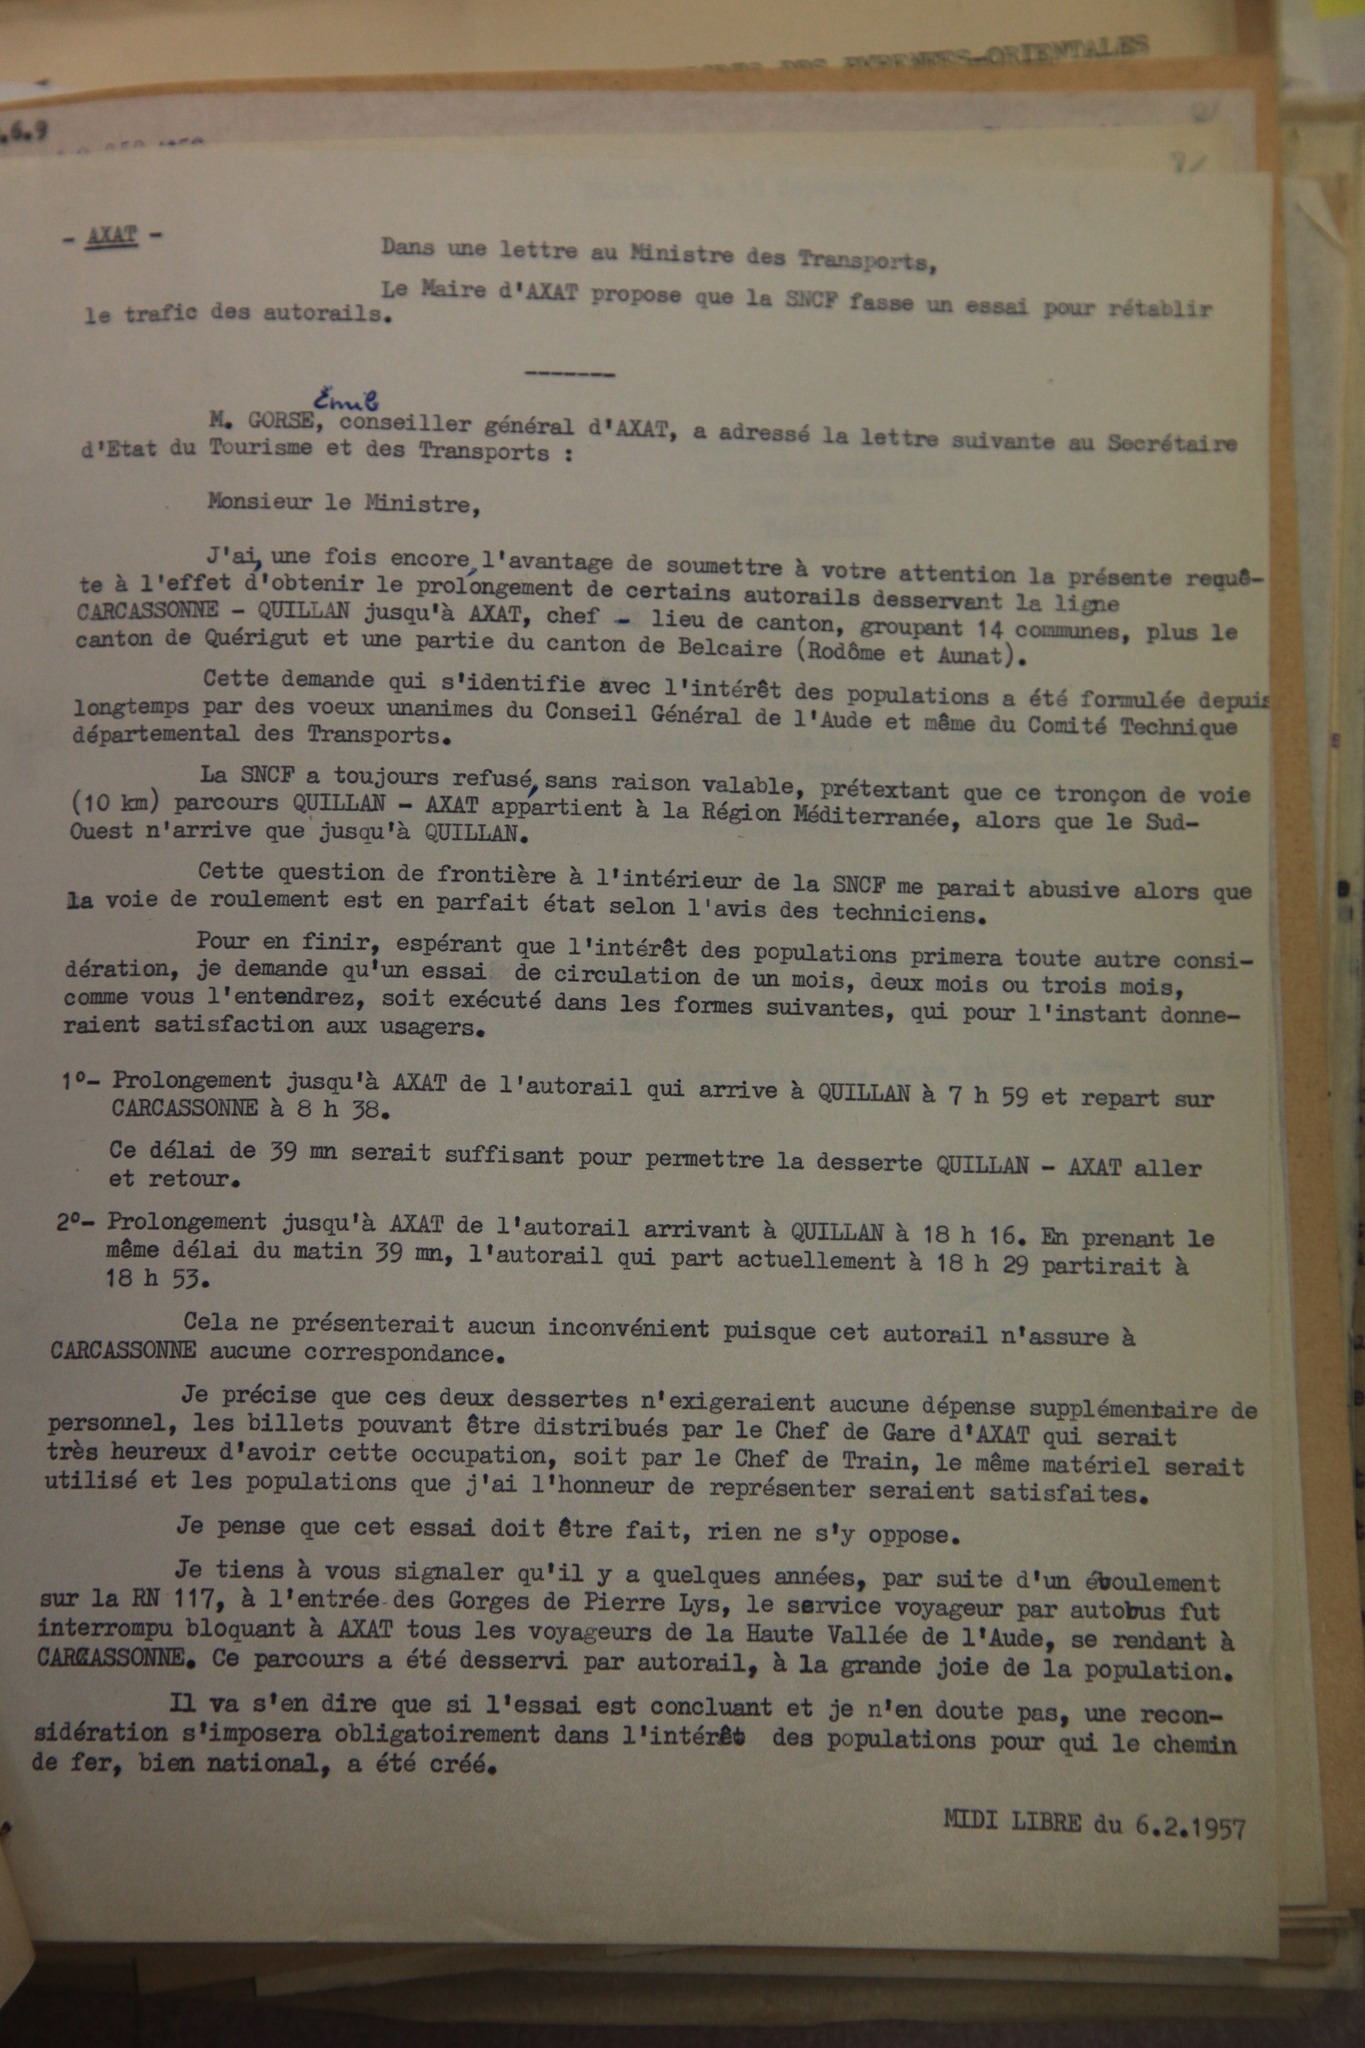 DES PYRENEES-ORIENTALES
.6.9
- AXAT -
Dans une lettre au Ministre des Transports,
Le Maire d'AXAT propose que la SNCF fasse un essai pour rétablir
le trafic des autorails.
-------
Emile
M. GORSE, conseiller général d'AXAT, a adressé la lettre suivante au Secrétaire
d'Etat du Tourisme et des Transports :
Monsieur le Ministre,
J'ai, une fois encore, l'avantage de soumettre à votre attention la présente requê-
te à l'effet d'obtenir le prolongement de certains autorails desservant la ligne
CARCASSONNE - QUILLAN jusqu'à AXAT, chef - lieu de canton, groupant 14 communes, plus le
canton de Quérigut et une partie du canton de Belcaire (Rodôme et Aunat).
Cette demande qui s'identifie avec l'intérêt des populations a été formulée depuis
longtemps par des voeux unanimes du Conseil Général de l'Aude et même du Comité Technique
départemental des Transports.
La SNCF a toujours refusé, sans raison valable, prétextant que ce tronçon de voie
(10 km) parcours QUILLAN - AXAT appartient à la Région Méditerranée, alors que le Sud-
Ouest n'arrive que jusqu'à QUILLAN.
Cette question de frontière à l'intérieur de la SNCF me parait abusive alors que
la voie de roulement est en parfait état selon l'avis des techniciens.
Pour en finir, espérant que l'intérêt des populations primera toute autre consi-
dération, je demande qu'un essai de circulation de un mois, deux mois ou trois mois,
comme vous l'entendrez, soit exécuté dans les formes suivantes, qui pour l'instant donne-
raient satisfaction aux usagers.
1°- Prolongement jusqu'à AXAT de l'autorail qui arrive à QUILLAN à 7 h 59 et repart sur
CARCASSONNE à 8 h 38.
Ce délai de 39 mn serait suffisant pour permettre la desserte QUILLAN - AXAT aller
et retour.
2°- Prolongement jusqu'à AXAT de l'autorail arrivant à QUILLAN à 18 h 16. En prenant le
même délai du matin 39 mn, l'autorail qui part actuellement à 18 h 29 partirait à
18 h 53.
Cela ne présenterait aucun inconvénient puisque cet autorail n'assure à
CARCASSONNE aucune correspondance.
Je précise que ces deux dessertes n'exigeraient aucune dépense supplémentaire de
personnel, les billets pouvant être distribués par le Chef de Gare d'AXAT qui serait
très heureux d'avoir cette occupation, soit par le Chef de Train, le même matériel serait
utilisé et les populations que j'ai l'honneur de représenter seraient satisfaites.
Je pense que cet essai doit être fait, rien ne s'y oppose.
Je tiens à vous signaler qu'il y a quelques années, par suite d'un éboulement
sur la RN 117, à l'entrée des Gorges de Pierre Lys, le service voyageur par autobus fut
interrompu bloquant à AXAT tous les voyageurs de la Haute Vallée de l'Aude, se rendant à
CARCASSONNE. Ce parcours a été desservi par autorail, à la grande joie de la population.
Il va s'en dire que si l'essai est concluant et je n'en doute pas, une recon-
sidération s'imposera obligatoirement dans l'intérêt des populations pour qui le chemin
de fer, bien national, a été créé.
MIDI LIBRE du 6.2.1957